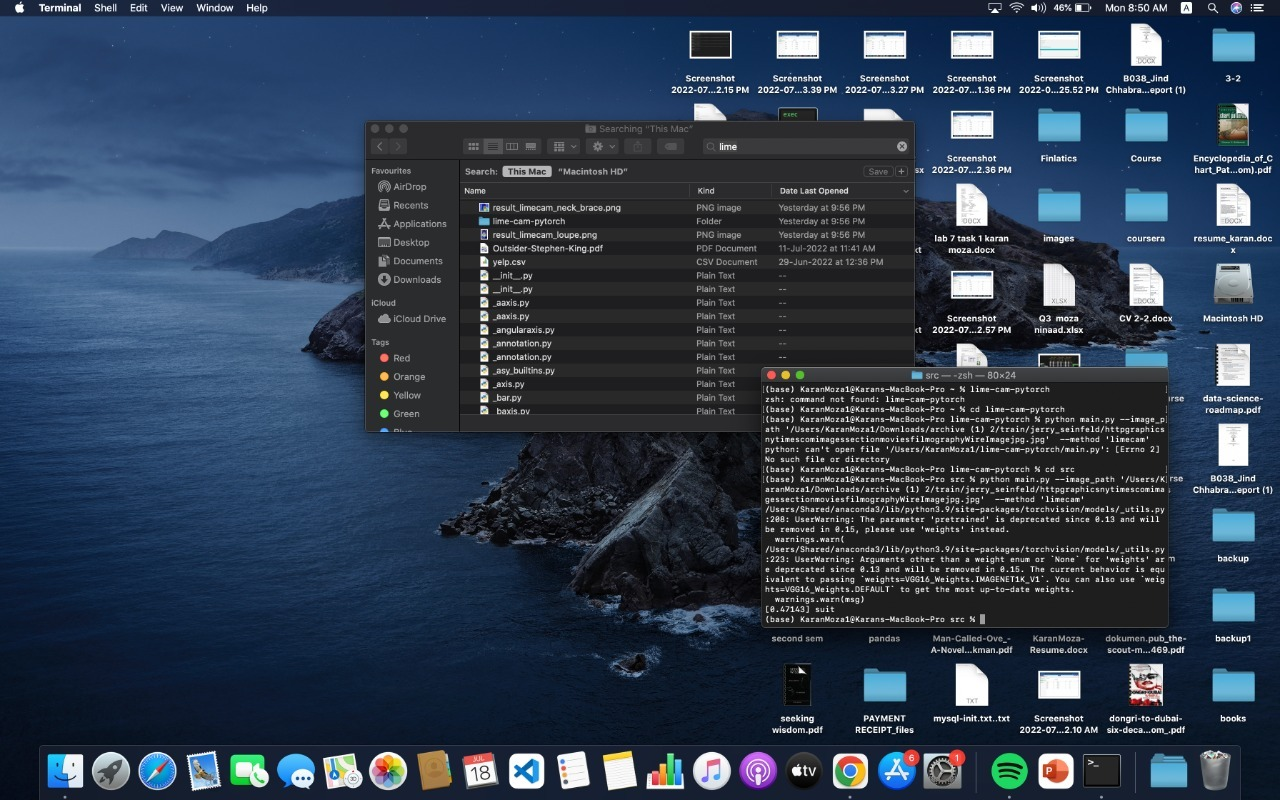 Terminal Shell Edit View Window Help
46% Mon 8:50 AM A
Screenshot 2022-07...2.15 PM
Screenshot 2022-07...3.39 PM
Screenshot 2022-07...3.27 PM
Screenshot 2022-07...1.36 PM
Screenshot 2022-0...25.52 PM
DOCX
B038_Jind Chhabra...eport (1)
3-2
exec
Screenshot 2022-07...2.36 PM
Finlatics
Course
Encyclopedia_of_C hart_Pat...om).pdf
DOCX
lab 7 task 1 karan moza.docx
images
coursera
DOCX
resume_karan.doc x
Screenshot 2022-07...2.57 PM
XLSX
Q3 moza ninaad.xlsx
DOCX
CV 2-2.docx
Macintosh HD
data-science-roadmap.pdf
B038_Jind Chhabra...eport (1)
backup
backup1
Searching "This Mac"
lime
Favourites
AirDrop
Recents
Applications
Desktop
Documents
Downloads
iCloud
iCloud Drive
Tags
Red
Orange
Yellow
Green
Blue
Search: This Mac "Macintosh HD" Save +
Name Kind Date Last Opened
result_limecam_neck_brace.png PNG image Yesterday at 9:56 PM
lime-cam-pytorch Folder Yesterday at 9:56 PM
result_limecam_loupe.png PNG image Yesterday at 9:56 PM
Outsider-Stephen-King.pdf PDF Document 11-Jul-2022 at 11:41 AM
yelp.csv CSV Document 29-Jun-2022 at 12:36 PM
__init__.py Plain Text --
__init__.py Plain Text --
_aaxis.py Plain Text --
_aaxis.py Plain Text --
_angularaxis.py Plain Text --
_annotation.py Plain Text --
_annotation.py Plain Text --
_asy_builtins.py Plain Text --
_axis.py Plain Text --
_bar.py Plain Text --
_baxis.py Plain Text --
src — -zsh — 80×24
(base) KaranMoza1@Karans-MacBook-Pro ~ % lime-cam-pytorch
zsh: command not found: lime-cam-pytorch
(base) KaranMoza1@Karans-MacBook-Pro ~ % cd lime-cam-pytorch
(base) KaranMoza1@Karans-MacBook-Pro lime-cam-pytorch % python main.py --image_p
ath '/Users/KaranMoza1/Downloads/archive (1) 2/train/jerry_seinfeld/httpgraphics
nytimescomimagessectionmoviesfilmographyWireImagejpg.jpg' --method 'limecam'
python: can't open file '/Users/KaranMoza1/lime-cam-pytorch/main.py': [Errno 2]
No such file or directory
(base) KaranMoza1@Karans-MacBook-Pro lime-cam-pytorch % cd src
(base) KaranMoza1@Karans-MacBook-Pro src % python main.py --image_path '/Users/K
aranMoza1/Downloads/archive (1) 2/train/jerry_seinfeld/httpgraphicsnytimescomima
gessectionmoviesfilmographyWireImagejpg.jpg' --method 'limecam'
/Users/Shared/anaconda3/lib/python3.9/site-packages/torchvision/models/_utils.py
:208: UserWarning: The parameter 'pretrained' is deprecated since 0.13 and will
be removed in 0.15, please use 'weights' instead.
warnings.warn(
/Users/Shared/anaconda3/lib/python3.9/site-packages/torchvision/models/_utils.py
:223: UserWarning: Arguments other than a weight enum or `None` for 'weights' ar
e deprecated since 0.13 and will be removed in 0.15. The current behavior is equ
ivalent to passing `weights=VGG16_Weights.IMAGENET1K_V1`. You can also use `weig
hts=VGG16_Weights.DEFAULT` to get the most up-to-date weights.
warnings.warn(msg)
[0.47143] suit
(base) KaranMoza1@Karans-MacBook-Pro src %
second sem
pandas
Man-Called-Ove_-A-Novel...kman.pdf
KaranMoza-Resume.docx
dokumen.pub_the-scout-m...469.pdf
seeking wisdom.pdf
PAYMENT RECEIPT_files
TXT
mysql-init.txt..txt
Screenshot 2022-07...2.10 AM
DONGRI DUBAI
dongri-to-dubai-six-deca...om_.pdf
books
JUL 18
tv
6
1
P
>_